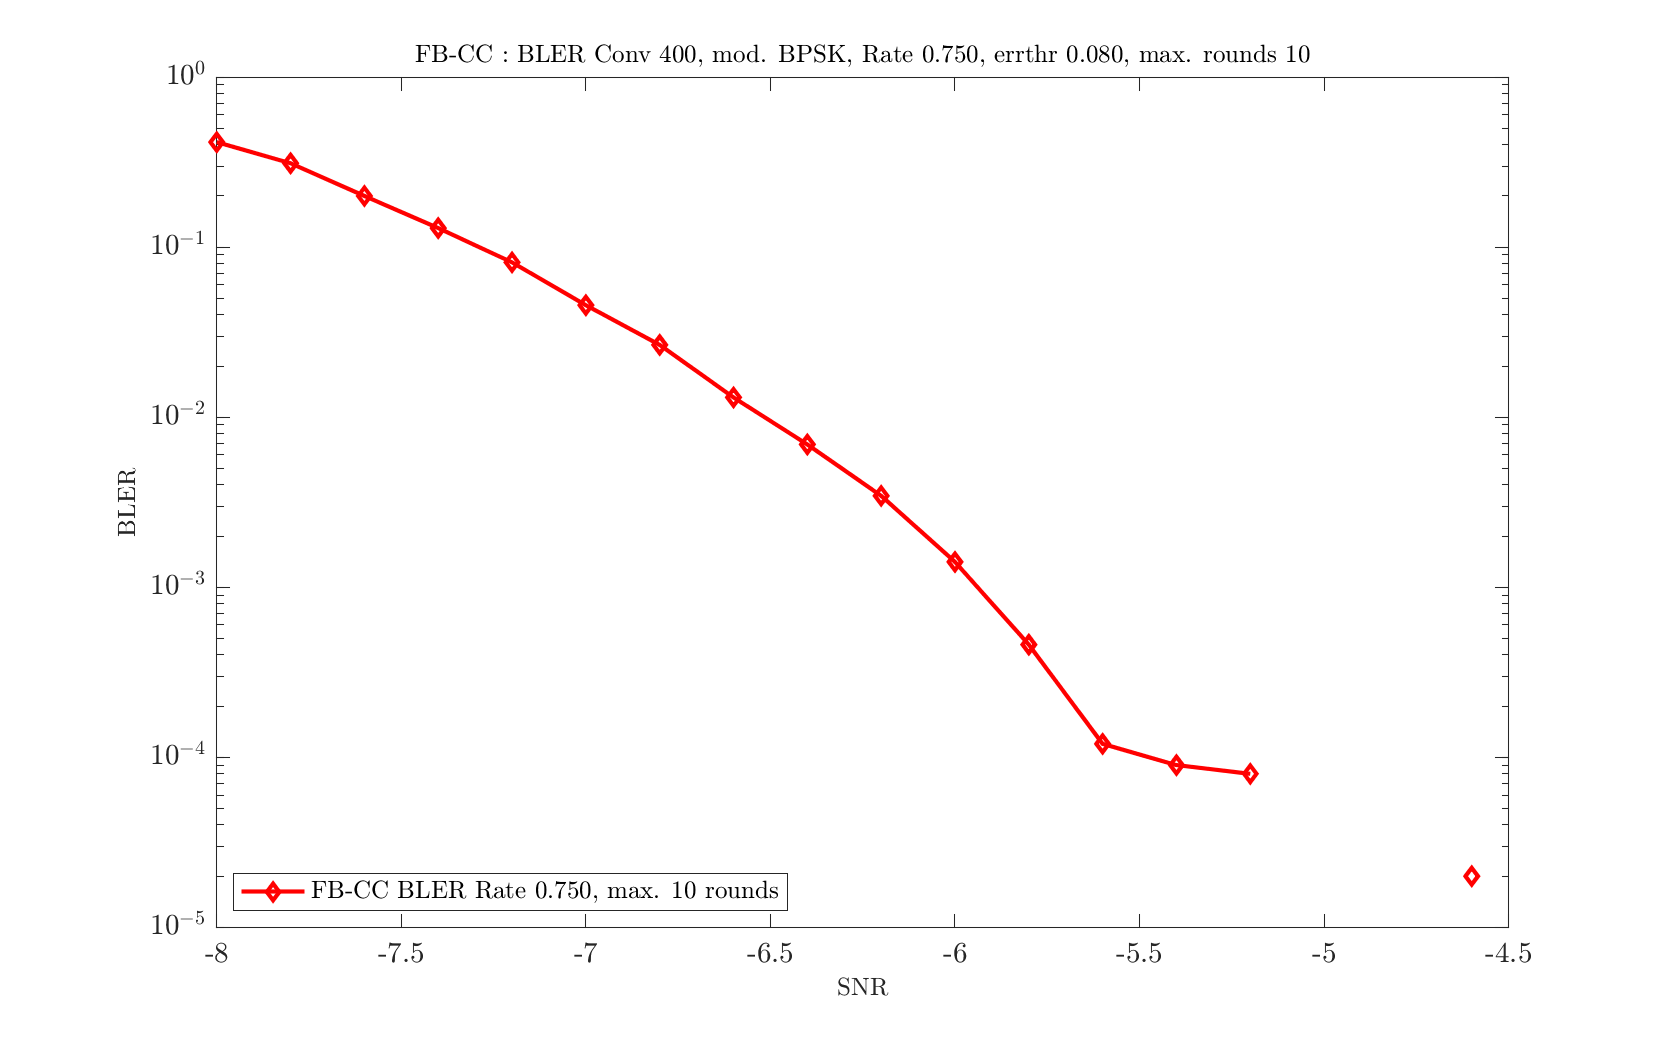 FB-CC : BLER Conv 400, mod. BPSK, Rate 0.750, errthr 0.080, max. rounds 10
10^0
10^{-1}
10^{-2}
10^{-3}
10^{-4}
10^{-5}
BLER
FB-CC BLER Rate 0.750, max. 10 rounds
-8 -7.5 -7 -6.5 -6 -5.5 -5 -4.5
SNR